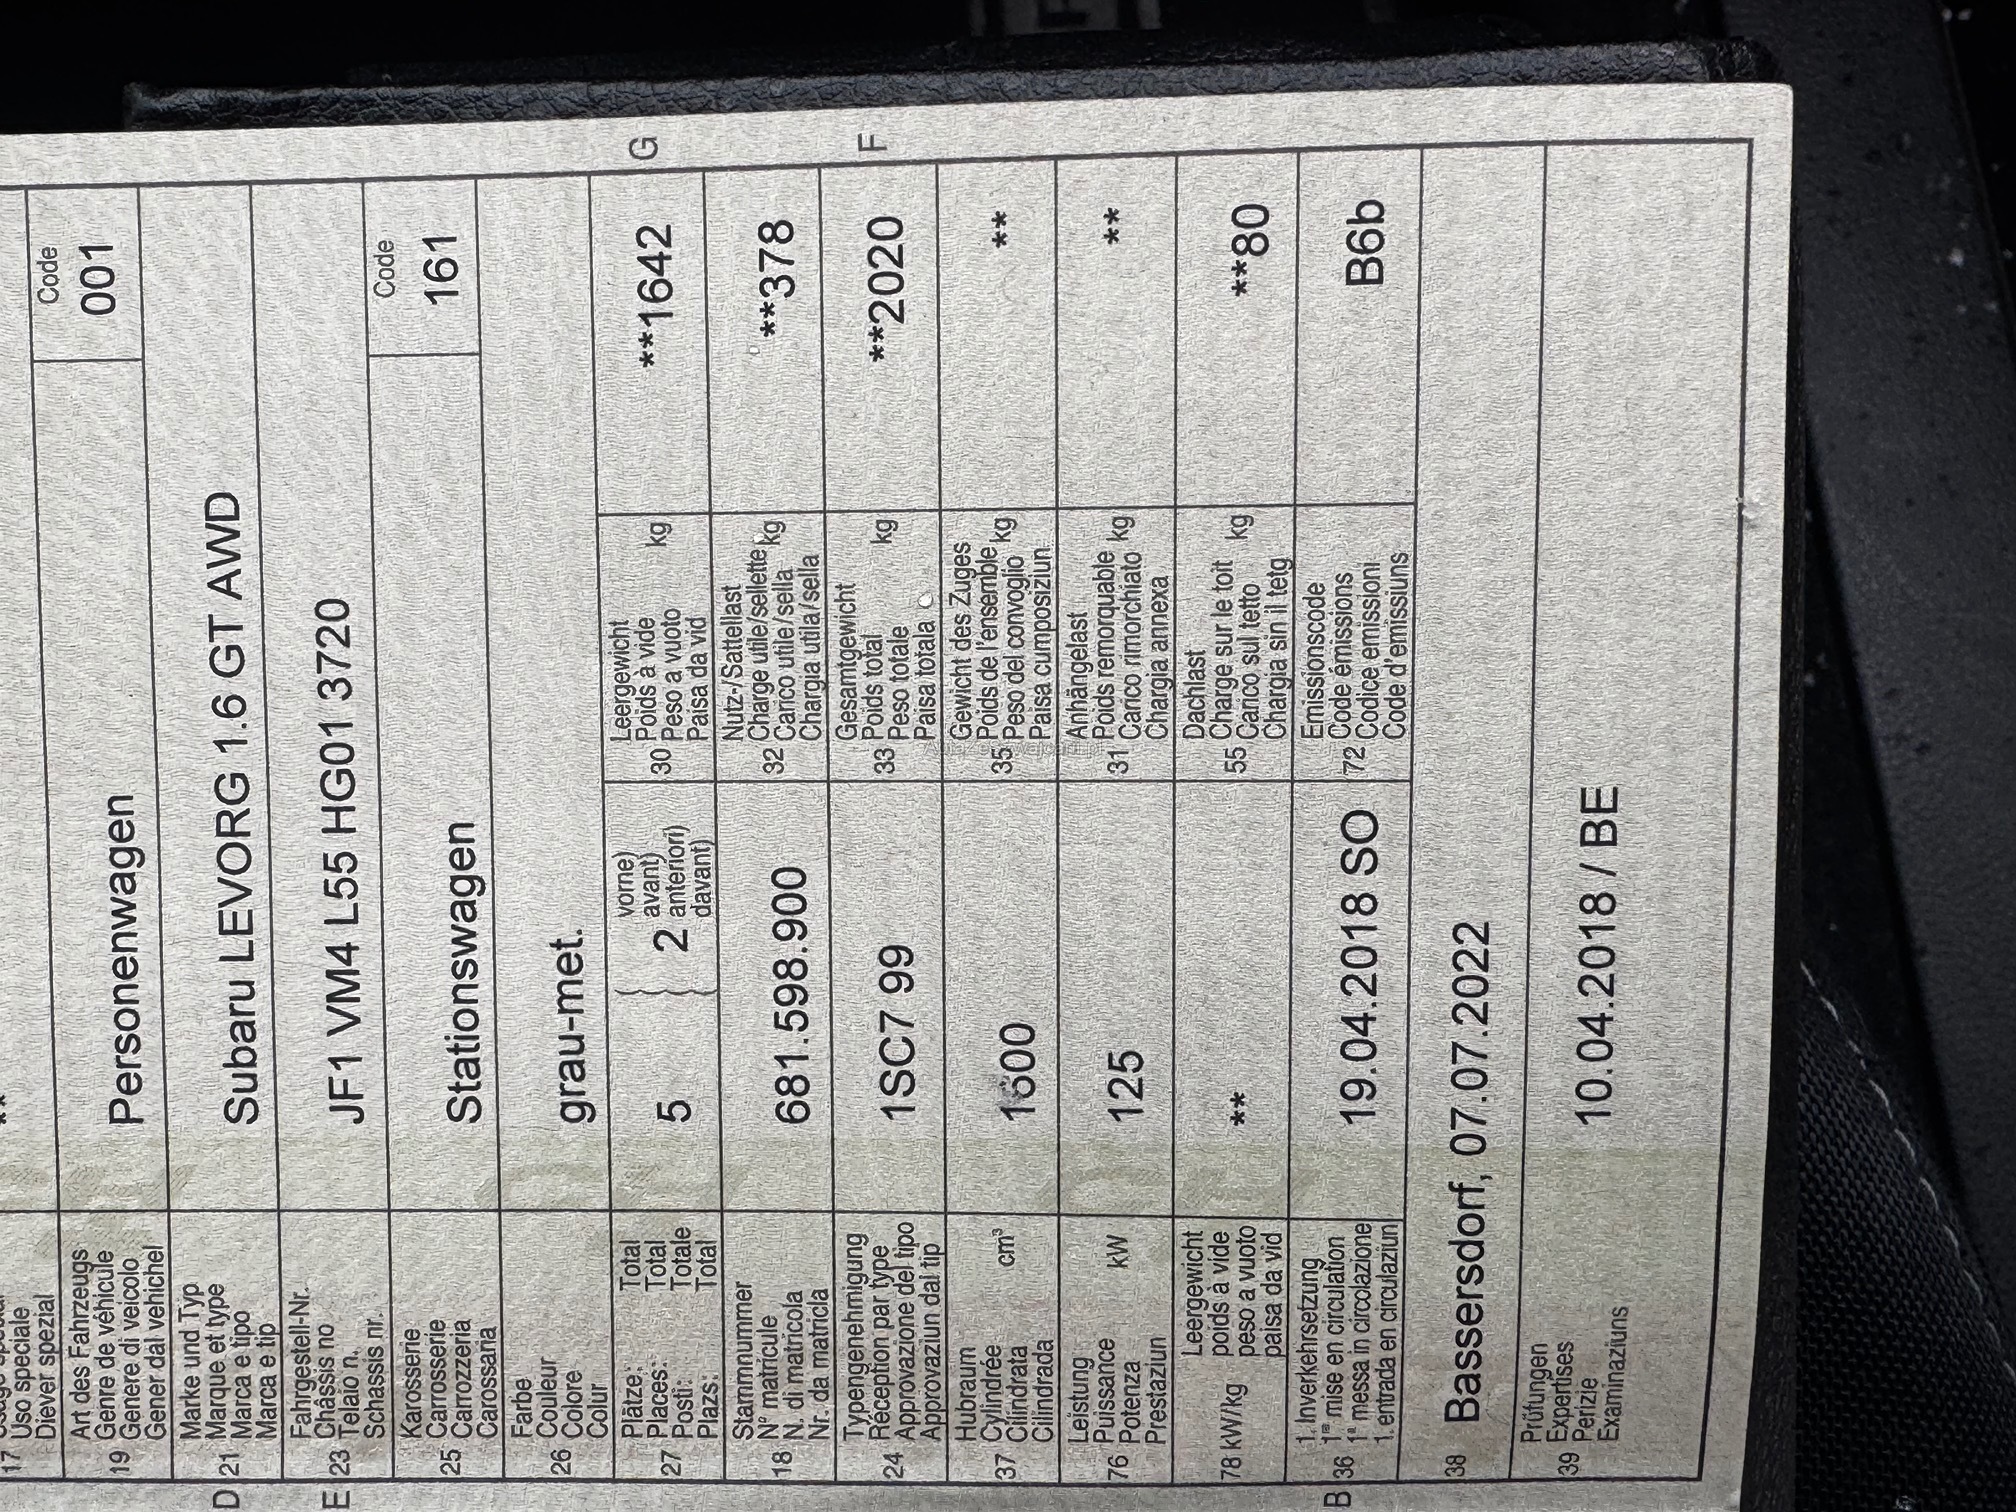 17 Uso speciale **
Diever spezial
Art des Fahrzeugs Code
19 Genre de véhicule Personenwagen 001
Genere di veicolo
Gener dal vehichel
Marke und Typ
D 21 Marque et type Subaru LEVORG 1.6 GT AWD
Marca e tipo
Marca e tip
Fahrgestell-Nr.
E 23 Châssis no JF1 VM4 L55 HG01 3720
Telaio n.
Schassis nr.
Karosserie Code
25 Carrosserie Stationswagen 161
Carrozzeria
Carossaria
Farbe
26 Couleur grau-met.
Colore
Colur
Plätze: Total vorne) Leergewicht
27 Places: Total 5 2 avant) 30 Poids à vide kg **1642 G
Posti: Totale anteriori) Peso a vuoto
Plazs: Total davant) Paisa da vid
Stammnummer Nutz-/Sattellast
18 N° matricule 681.598.900 32 Charge utile/sellette kg **378
N. di matricola Carico utile/sella
Nr. da matricla Chargia utila/sella
Typengenehmigung Gesamtgewicht
24 Réception par type 1SC7 99 33 Poids total kg **2020 F
Approvazione del tipo Peso totale
Approvaziun dal tip Paisa totala
Hubraum Gewicht des Zuges
37 Cylindrée cm³ 1600 35 Poids de l'ensemble kg **
Cilindrata Peso del convoglio
Cilindrada Paisa cumposiziun
Leistung Anhängelast
76 Puissance kW 125 31 Poids remorquable kg **
Potenza Carico rimorchiato
Prestaziun Chargia annexa
Leergewicht Dachlast
78 kW/kg poids à vide ** 55 Charge sur le toit kg **80
peso a vuoto Carico sul tetto
paisa da vid Chargia sin il tetg
1. Inverkehrsetzung Emissionscode
B 36 1re mise en circulation 19.04.2018 SO 72 Code émissions B6b
1a messa in circolazione Codice emissioni
1. entrada en circulaziun Code d'emissiuns
38 Bassersdorf, 07.07.2022
Prüfungen
39 Expertises 10.04.2018 / BE
Perizie
Examinaziuns